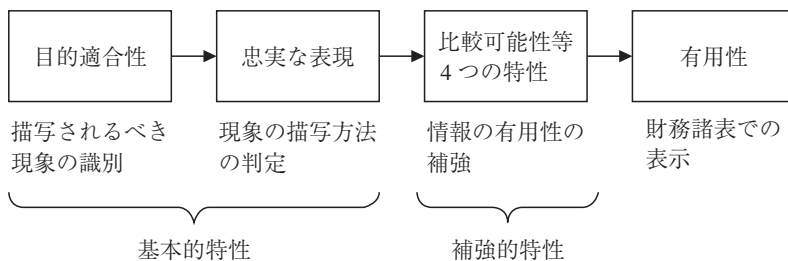 目的適合性
忠実な表現
比較可能性等
4つの特性
有用性
描写されるべき
現象の識別
現象の描写方法
の判定
情報の有用性の
補強
財務諸表での
表示
基本的特性
補強的特性